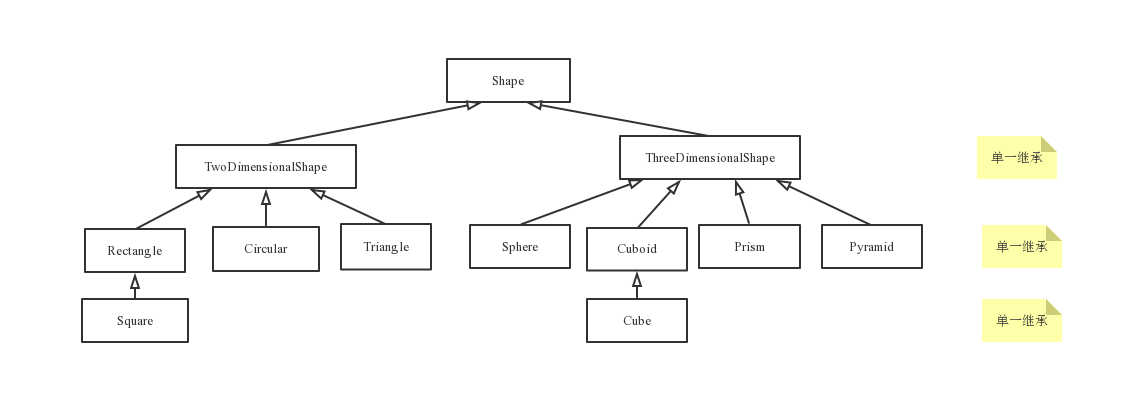 Shape
TwoDimensionalShape
ThreeDimensionalShape
单一继承
Rectangle
Circular
Triangle
Sphere
Cuboid
Prism
Pyramid
单一继承
Square
Cube
单一继承